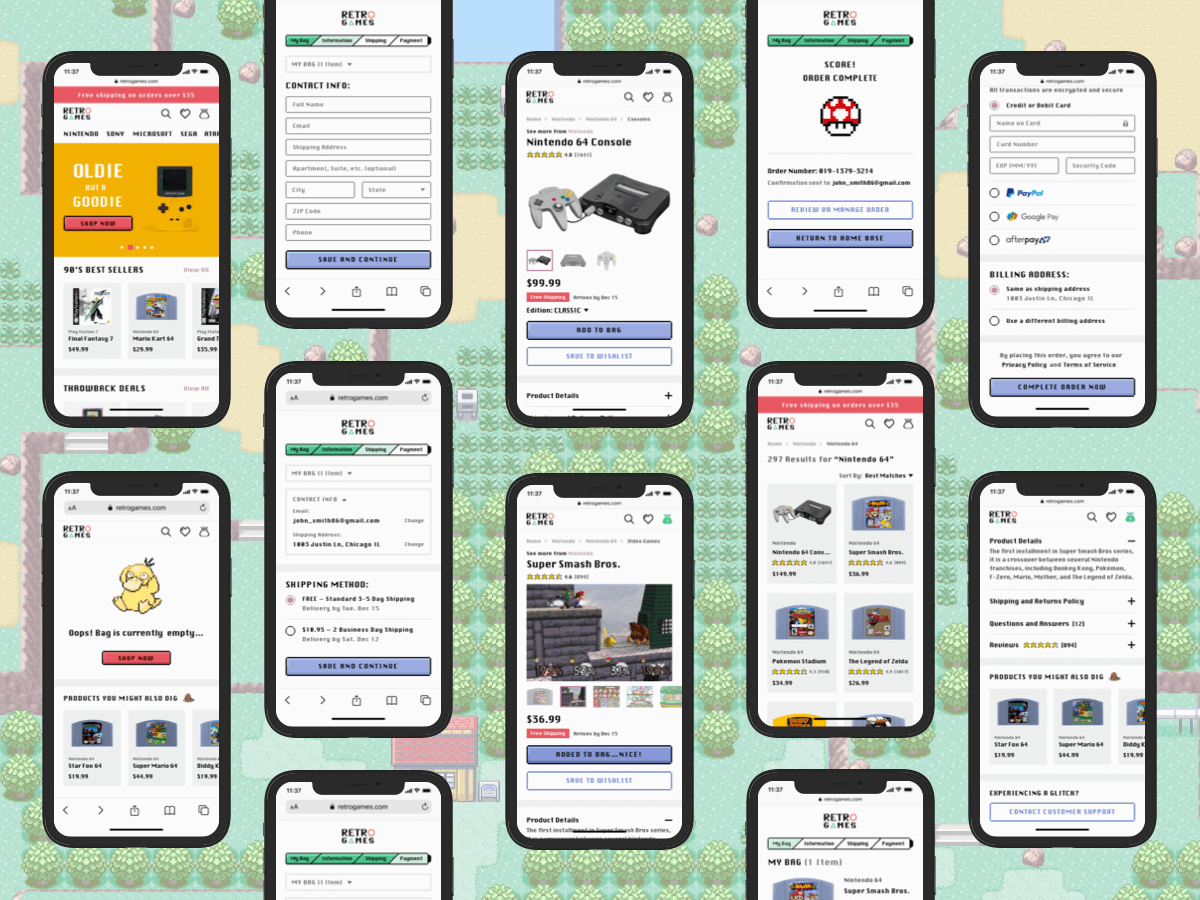 11:37
retrogames.com
Free shipping on orders over $35
RETRO
GAMES
NINTENDO SONY MICROSOFT SEGA ATAR
OLDIE
BUT A
GOODIE
SHOP NOW
90'S BEST SELLERS View All
Play Station 1
Final Fantasy 7
$49.99
Nintendo 64
Mario Kart 64
$29.99
Grand T
$35.99
THROWBACK DEALS View All
11:37
retrogames.com
RETRO
GAMES
Oops! Bag is currently empty...
SHOP NOW
PRODUCTS YOU MIGHT ALSO DIG
Nintendo 64
Star Fox 64
$19.99
Nintendo 64
Super Mario 64
$44.99
Diddy K
$19.99
RETRO
GAMES
My Bag Information Shipping Payment
MY BAG (1 Item)
CONTACT INFO:
Full Name
Email
Shipping Address
Apartment, Suite, etc. (optional)
City State
ZIP Code
Phone
SAVE AND CONTINUE
11:37
AA retrogames.com
RETRO
GAMES
My Bag Information Shipping Payment
MY BAG (1 Item)
CONTACT INFO
Email:
john_smith86@gmail.com Change
Shipping Address:
1083 Justin Ln, Chicago IL Change
SHIPPING METHOD:
FREE – Standard 3-5 Day Shipping
Delivery by Tue. Dec 15
$10.95 – 2 Business Day Shipping
Delivery by Sat. Dec 12
SAVE AND CONTINUE
11:37
AA retrogames.com
RETRO
GAMES
My Bag Information Shipping Payment
MY BAG (1 Item)
11:37
retrogames.com
RETRO
GAMES
Home > Nintendo > Nintendo 64 > Consoles
See more from Nintendo
Nintendo 64 Console
4.8 (1641)
$99.99
Free Shipping Arrives by Dec 15
Edition: CLASSIC
ADD TO BAG
SAVE TO WISHLIST
Product Details +
11:37
retrogames.com
RETRO
GAMES
Home > Nintendo > Nintendo 64 > Video Games
See more from Nintendo
Super Smash Bros.
4.6 (894)
$36.99
Free Shipping Arrives by Dec 15
ADDED TO BAG...NICE!
SAVE TO WISHLIST
Product Details –
The first installment in Super Smash Bros series,
RETRO
GAMES
My Bag Information Shipping Payment
SCORE!
ORDER COMPLETE
Order Number: 819-1379-3214
Confirmation sent to john_smith86@gmail.com
REVIEW OR MANAGE ORDER
RETURN TO HOME BASE
11:37
retrogames.com
Free shipping on orders over $35
RETRO
GAMES
Home > Nintendo > Nintendo 64
297 Results for "Nintendo 64"
Sort By: Best Matches
Nintendo
Nintendo 64 Cons...
4.8 (1641)
$149.99
Nintendo 64
Super Smash Bros.
4.6 (894)
$36.99
Nintendo 64
Pokemon Stadium
$34.99
Nintendo 64
The Legend of Zelda
$26.99
11:37
retrogames.com
RETRO
GAMES
My Bag Information Shipping Payment
MY BAG (1 Item)
Nintendo 64
Super Smash Bros.
11:37
retrogames.com
All transactions are encrypted and secure
Credit or Debit Card
Name on Card
Card Number
EXP (MM/YY) Security Code
PayPal
Google Pay
afterpay
BILLING ADDRESS:
Same as shipping address
1083 Justin Ln, Chicago IL
Use a different billing address
By placing this order, you agree to our
Privacy Policy and Terms of Service
COMPLETE ORDER NOW
11:37
retrogames.com
RETRO
GAMES
Product Details –
The first installment in Super Smash Bros series,
it is a crossover between several Nintendo
franchises, including Donkey Kong, Pokémon,
F-Zero, Mario, Mother, and The Legend of Zelda.
Shipping and Returns Policy +
Questions and Answers (12) +
Reviews (894) +
PRODUCTS YOU MIGHT ALSO DIG
Nintendo 64
Star Fox 64
$19.99
Nintendo 64
Super Mario 64
$44.99
Diddy K
$19.99
EXPERIENCING A GLITCH?
CONTACT CUSTOMER SUPPORT